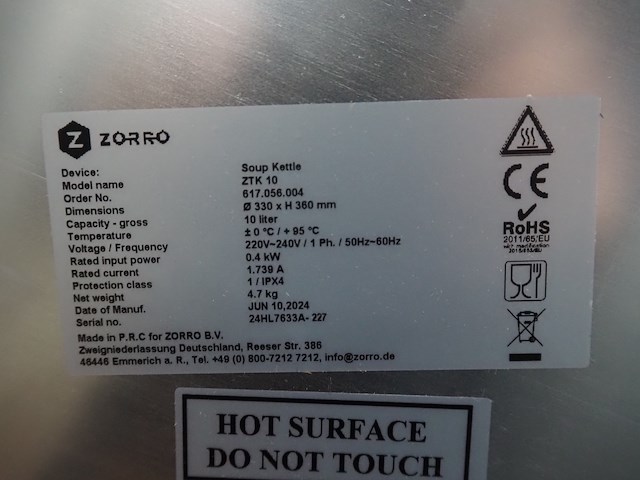 Z ZORRO
Device: Soup Kettle
Model name ZTK 10
Order No. 617.056.004
Dimensions Ø 330 x H 360 mm
Capacity - gross 10 liter
Temperature ± 0 °C / + 95 °C
Voltage / Frequency 220V~240V / 1 Ph. / 50Hz~60Hz
Rated input power 0.4 kW
Rated current 1.739 A
Protection class 1 / IPX4
Net weight 4.7 kg
Date of Manuf. JUN 10,2024
Serial no. 24HL7633A- 227
Made in P.R.C for ZORRO B.V.
Zweigniederlassung Deutschland, Reeser Str. 386
46446 Emmerich a. R., Tel. +49 (0) 800-7212 7212, info@zorro.de
CE
RoHS
2011/65/EU
HOT SURFACE
DO NOT TOUCH